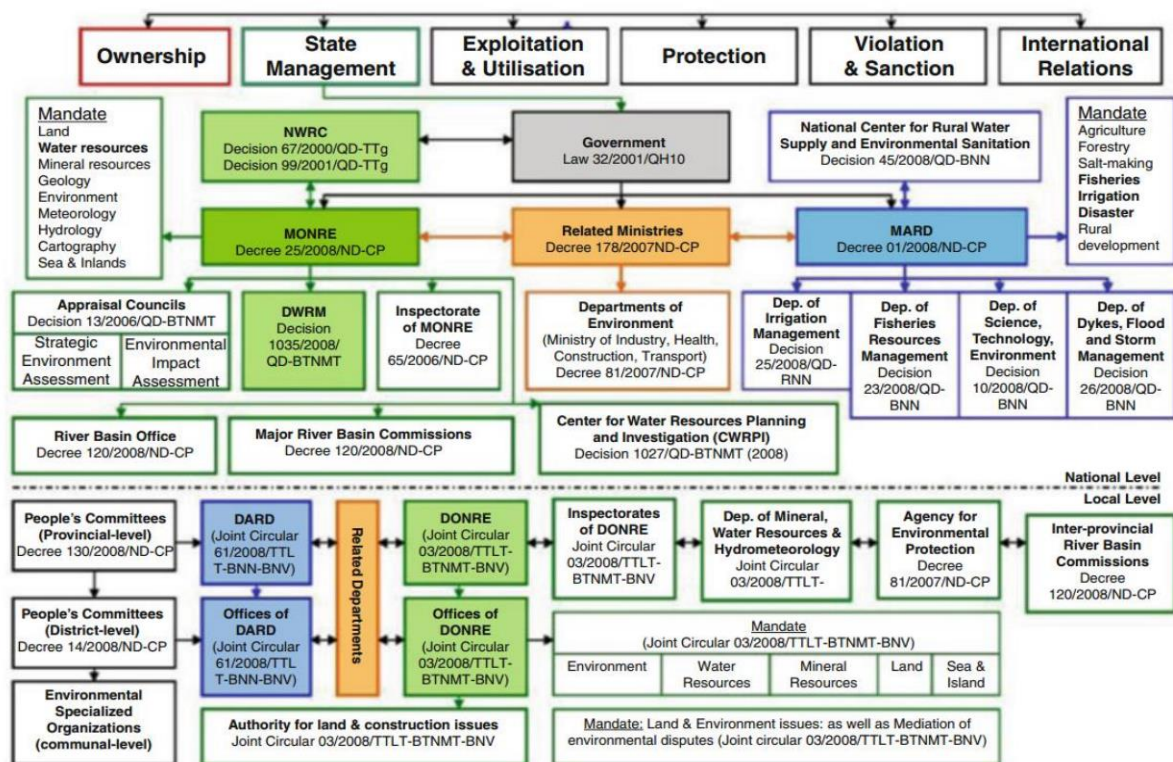 Ownership
State
Management
Exploitation
& Utilisation
Protection
Violation
& Sanction
International
Relations
Mandate
Land
Water resources
Mineral resources
Geology
Environment
Meteorology
Hydrology
Cartography
Sea & Inlands
NWRC
Decision 67/2000/QD-TTg
Decision 99/2001/QD-TTg
Government
Law 32/2001/QH10
National Center for Rural Water
Supply and Environmental Sanitation
Decision 45/2008/QD-BNN
Mandate
Agriculture
Forestry
Salt-making
Fisheries
Irrigation
Disaster
Rural
development
MONRE
Decree 25/2008/ND-CP
Related Ministries
Decree 178/2007ND-CP
MARD
Decree 01/2008/ND-CP
Appraisal Councils
Decision 13/2006/QD-BTNMT
Strategic
Environment
Assessment
Environmental
Impact
Assessment
DWRM
Decision
1035/2008/
QD-BTNMT
Inspectorate
of MONRE
Decree
65/2006/ND-CP
Departments of
Environment
(Ministry of Industry, Health,
Construction, Transport)
Decree 81/2007/ND-CP
Dep. of
Irrigation
Management
Decision
25/2008/QD-
RNN
Dep. of
Fisheries
Resources
Management
Decision
23/2008/QD-
BNN
Dep. of
Science,
Technology,
Environment
Decision
10/2008/QD-
BNN
Dep. of
Dykes, Flood
and Storm
Management
Decision
26/2008/QD-
BNN
River Basin Office
Decree 120/2008/ND-CP
Major River Basin Commissions
Decree 120/2008/ND-CP
Center for Water Resources Planning
and Investigation (CWRPI)
Decision 1027/QD-BTNMT (2008)
National Level
Local Level
People's Committees
(Provincial-level)
Decree 130/2008/ND-CP
DARD
(Joint Circular
61/2008/TTL
T-BNN-BNV)
Related Departments
DONRE
(Joint Circular
03/2008/TTLT-
BTNMT-BNV)
Inspectorates
of DONRE
Joint Circular
03/2008/TTLT-
BTNMT-BNV
Dep. of Mineral,
Water Resources &
Hydrometeorology
Joint Circular
03/2008/TTLT-
Agency for
Environmental
Protection
Decree
81/2007/ND-CP
Inter-provincial
River Basin
Commissions
Decree
120/2008/ND-CP
People's Committees
(District-level)
Decree 14/2008/ND-CP
Offices of
DARD
(Joint Circular
61/2008/TTL
T-BNN-BNV)
Offices of
DONRE
(Joint Circular
03/2008/TTLT-
BTNMT-BNV)
Mandate
(Joint Circular 03/2008/TTLT-BTNMT-BNV)
Environment
Water
Resources
Mineral
Resources
Land
Sea &
Island
Environmental
Specialized
Organizations
(communal-level)
Authority for land & construction issues
Joint Circular 03/2008/TTLT-BTNMT-BNV
Mandate: Land & Environment issues: as well as Mediation of
environmental disputes (Joint circular 03/2008/TTLT-BTNMT-BNV)